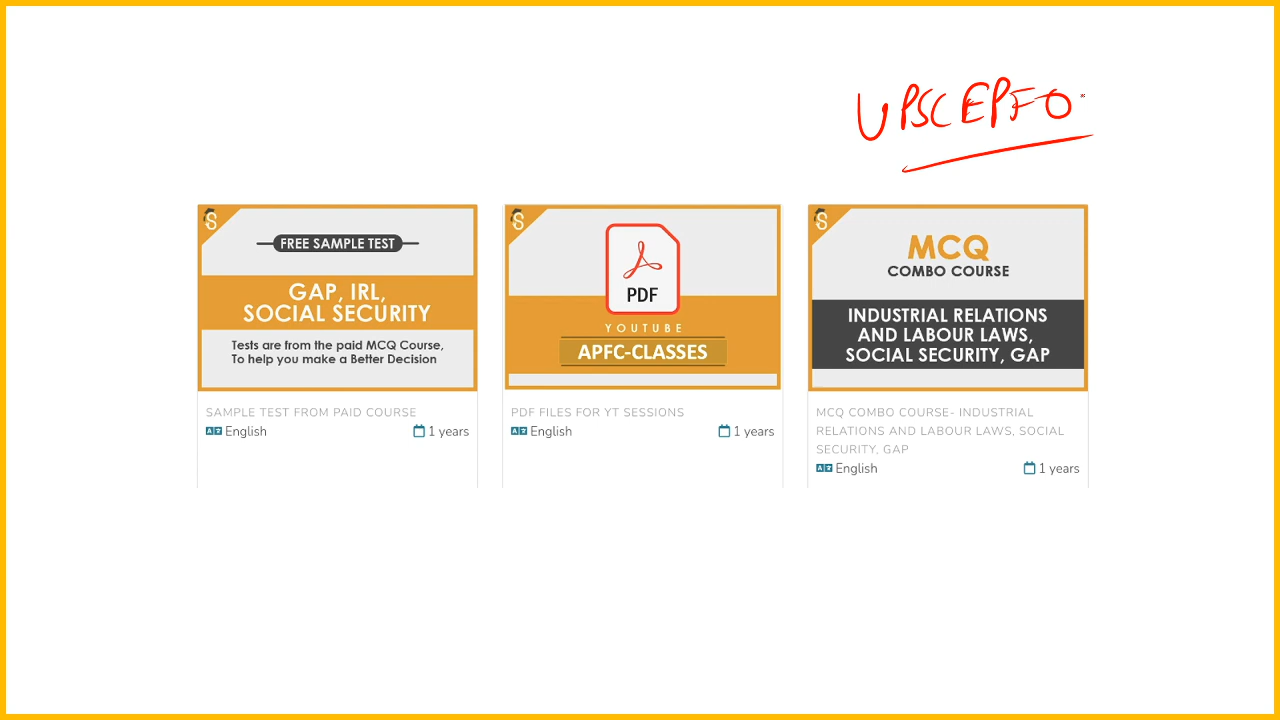 UPSC EPFO
FREE SAMPLE TEST
GAP, IRL,
SOCIAL SECURITY
Tests are from the paid MCQ Course,
To help you make a Better Decision
SAMPLE TEST FROM PAID COURSE
English 1 years
PDF
YOUTUBE
APFC-CLASSES
PDF FILES FOR YT SESSIONS
English 1 years
MCQ
COMBO COURSE
INDUSTRIAL RELATIONS
AND LABOUR LAWS,
SOCIAL SECURITY, GAP
MCQ COMBO COURSE- INDUSTRIAL
RELATIONS AND LABOUR LAWS, SOCIAL
SECURITY, GAP
English 1 years